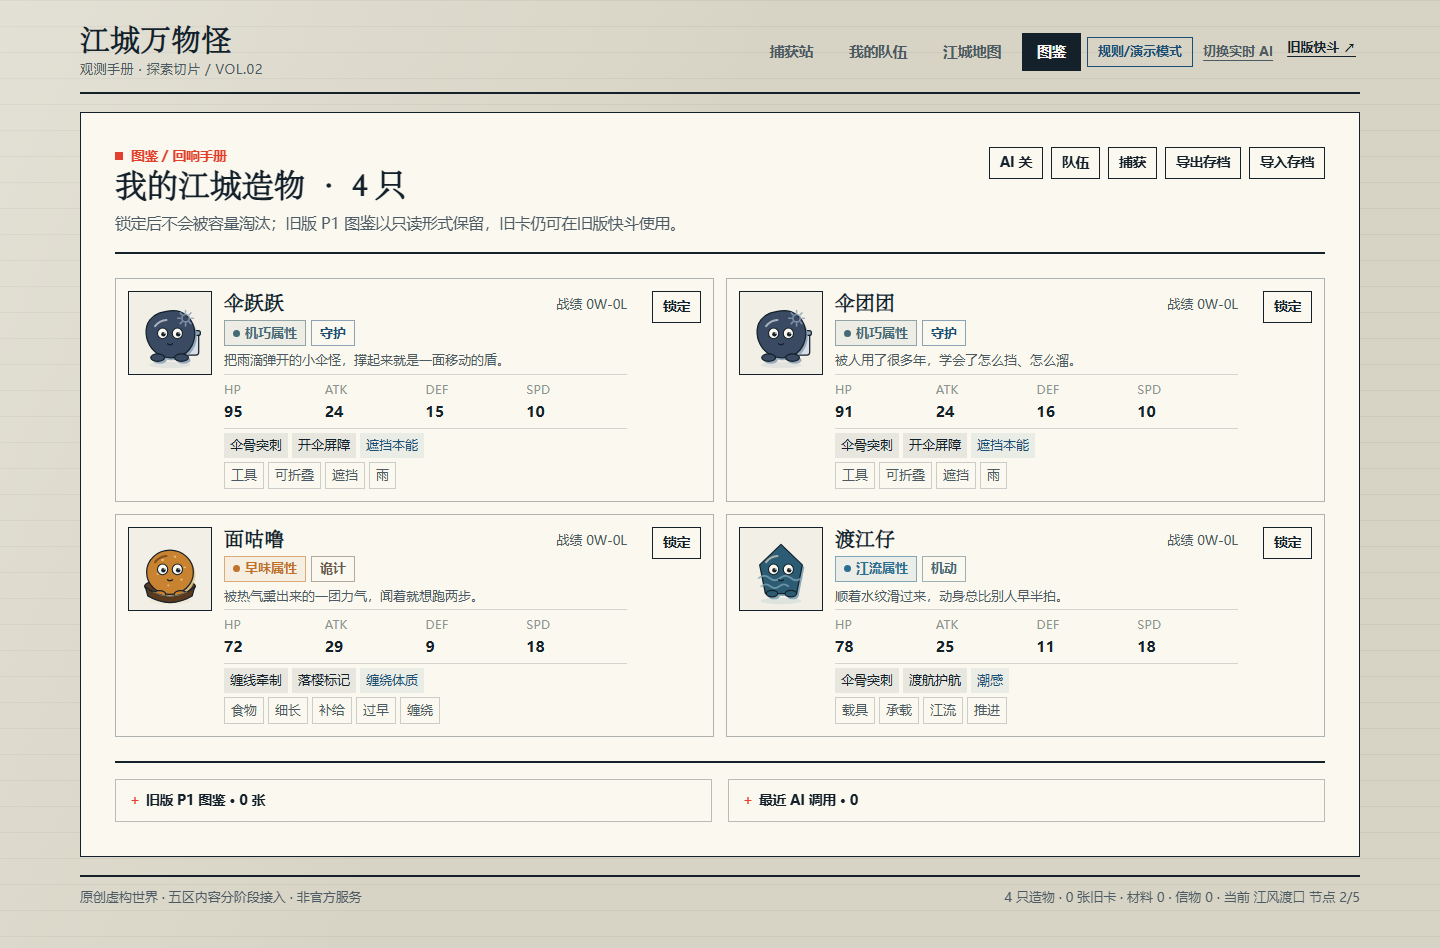 江城万物怪
观测手册 · 探索切片 / VOL.02
捕获站 我的队伍 江城地图 图鉴 规则/演示模式 切换实时 AI 旧版快斗 ↗
图鉴 / 回响手册
我的江城造物 · 4 只
锁定后不会被容量淘汰；旧版 P1 图鉴以只读形式保留，旧卡仍可在旧版快斗使用。
AI 关 队伍 捕获 导出存档 导入存档
伞跃跃 战绩 0W-0L 锁定
机巧属性 守护
把雨滴弹开的小伞怪，撑起来就是一面移动的盾。
HP ATK DEF SPD
95 24 15 10
伞骨突刺 开伞屏障 遮挡本能
工具 可折叠 遮挡 雨
伞团团 战绩 0W-0L 锁定
机巧属性 守护
被人用了很多年，学会了怎么挡、怎么溜。
HP ATK DEF SPD
91 24 16 10
伞骨突刺 开伞屏障 遮挡本能
工具 可折叠 遮挡 雨
面咕噜 战绩 0W-0L 锁定
早味属性 诡计
被热气熏出来的一团力气，闻着就想跑两步。
HP ATK DEF SPD
72 29 9 18
缠线牵制 落樱标记 缠绕体质
食物 细长 补给 过早 缠绕
渡江仔 战绩 0W-0L 锁定
江流属性 机动
顺着水纹滑过来，动身总比别人早半拍。
HP ATK DEF SPD
78 25 11 18
伞骨突刺 渡航护航 潮感
载具 承载 江流 推进
+ 旧版 P1 图鉴 • 0 张
+ 最近 AI 调用 • 0
原创虚构世界 · 五区内容分阶段接入 · 非官方服务
4 只造物 · 0 张旧卡 · 材料 0 · 信物 0 · 当前 江风渡口 节点 2/5